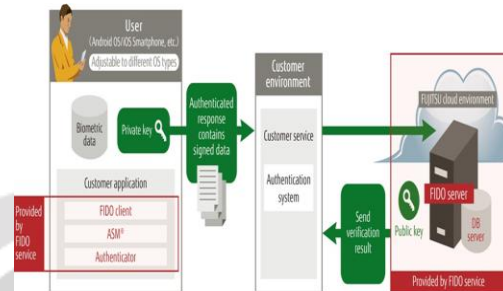 User
(Android OS/iOS Smartphone, etc.)
Adjustable to different OS types
Biometric
data
Private key
Customer application
FIDO client
ASM®
Authenticator
Provided
by
FIDO
service
Authenticated
response
contains
signed data
Customer
environment
Customer service
Authentication
system
Send
verification
result
FUJITSU cloud environment
FIDO server
Public key
DB
server
Provided by FIDO service